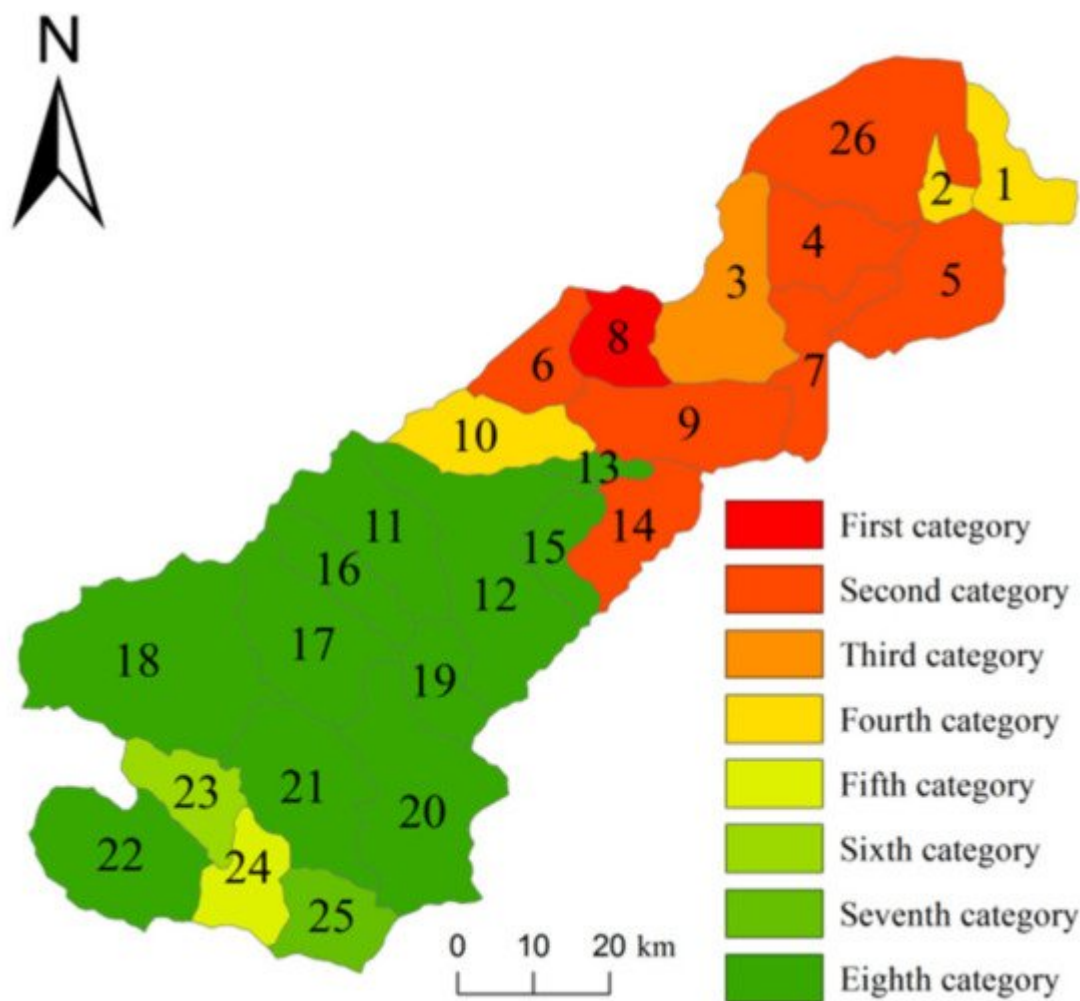 N
26
2
1
4
5
3
8
6
7
9
10
13
14
11
15
16
12
17
18
19
21
23
20
22
24
25
First category
Second category
Third category
Fourth category
Fifth category
Sixth category
Seventh category
Eighth category
0 10 20 km